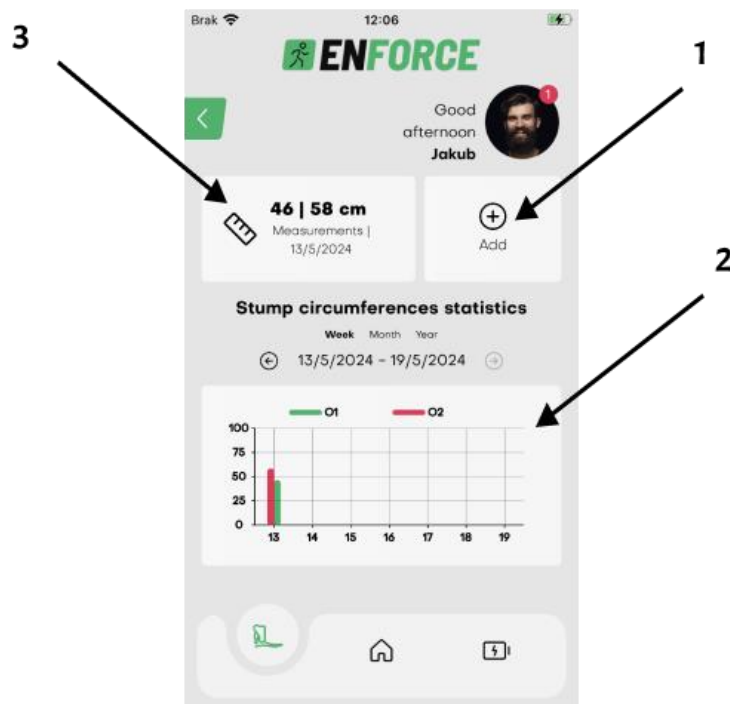 3
1
2
Brak 12:06
ENFORCE
1
Good
afternoon
Jakub
46 | 58 cm
Measurements |
13/5/2024
Add
Stump circumferences statistics
Week Month Year
13/5/2024 - 19/5/2024
O1 O2
100
75
50
25
0
13 14 15 16 17 18 19